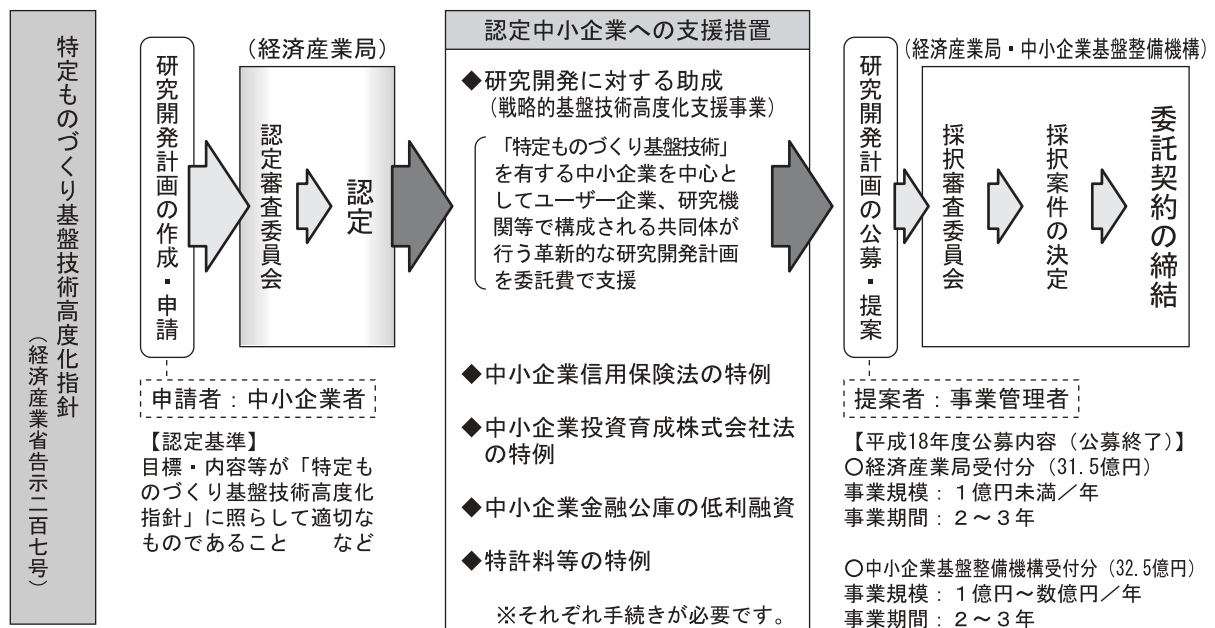 特定ものづくり基盤技術高度化指針
（経済産業省告示二百七号）
研究開発計画の作成・申請
（経済産業局）
認定審査委員会
認定
申請者：中小企業者
【認定基準】
目標・内容等が「特定も
のづくり基盤技術高度化
指針」に照らして適切な
ものであること　　など
認定中小企業への支援措置
◆研究開発に対する助成
（戦略的基盤技術高度化支援事業）
「特定ものづくり基盤技術」
を有する中小企業を中心と
してユーザー企業、研究機
関等で構成される共同体が
行う革新的な研究開発計画
を委託費で支援
◆中小企業信用保険法の特例
◆中小企業投資育成株式会社法
の特例
◆中小企業金融公庫の低利融資
◆特許料等の特例
※それぞれ手続きが必要です。
研究開発計画の公募・提案
（経済産業局・中小企業基盤整備機構）
採択審査委員会
採択案件の決定
委託契約の締結
提案者：事業管理者
【平成18年度公募内容（公募終了）】
○経済産業局受付分（31.5億円）
事業規模：１億円未満／年
事業期間：２～３年
○中小企業基盤整備機構受付分（32.5億円）
事業規模：１億円～数億円／年
事業期間：２～３年